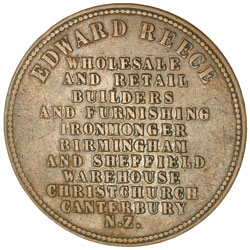 EDWARD REECE
WHOLESALE
AND RETAIL
BUILDERS
AND FURNISHING
IRONMONGER
BIRMINGHAM
AND SHEFFIELD
WAREHOUSE
CHRISTCHURCH
CANTERBURY
N.Z.